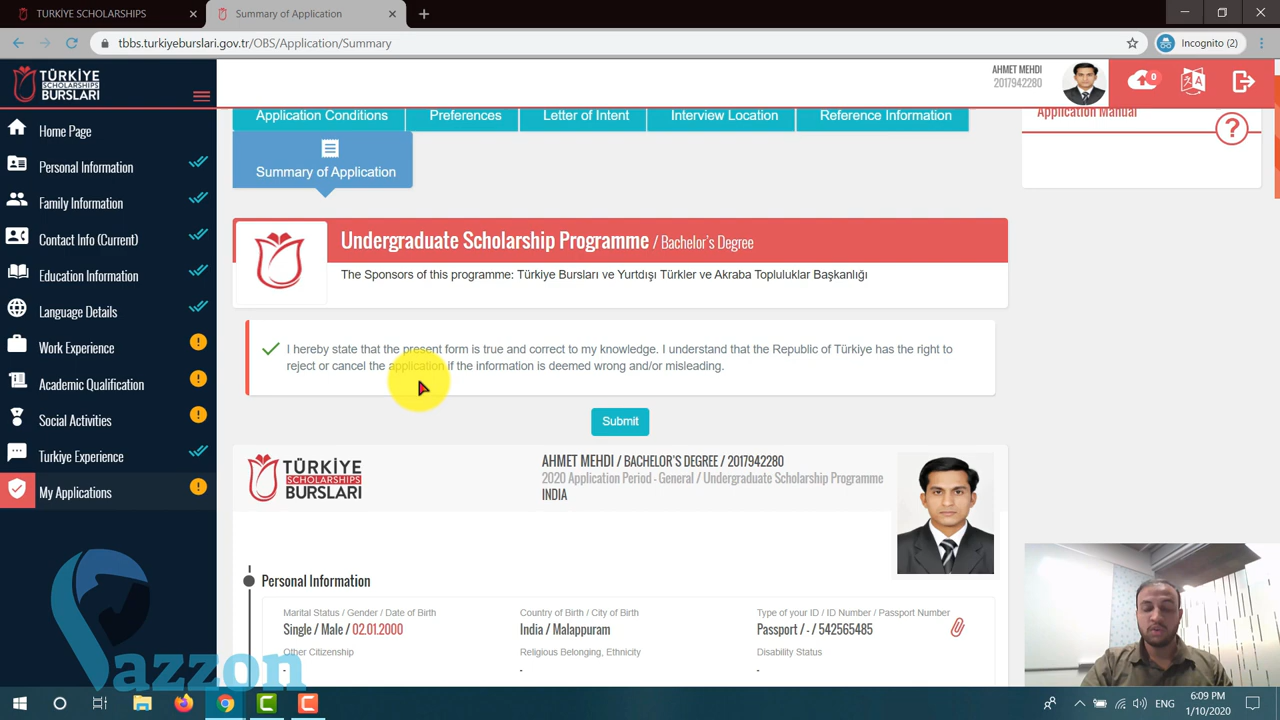 TÜRKİYE SCHOLARSHIPS
Summary of Application
tbbs.turkiyeburslari.gov.tr/OBS/Application/Summary
Incognito (2)
TÜRKİYE
SCHOLARSHIPS
BURSLARI
AHMET MEHDI
2017942280
0
Home Page
Personal Information
Family Information
Contact Info (Current)
Education Information
Language Details
Work Experience
Academic Qualification
Social Activities
Turkiye Experience
My Applications
Application Conditions
Preferences
Letter of Intent
Interview Location
Reference Information
Summary of Application
Application Manual
?
Undergraduate Scholarship Programme / Bachelor's Degree
The Sponsors of this programme: Türkiye Bursları ve Yurtdışı Türkler ve Akraba Topluluklar Başkanlığı
I hereby state that the present form is true and correct to my knowledge. I understand that the Republic of Türkiye has the right to
reject or cancel the application if the information is deemed wrong and/or misleading.
Submit
TÜRKİYE
SCHOLARSHIPS
BURSLARI
AHMET MEHDI / BACHELOR'S DEGREE / 2017942280
2020 Application Period - General / Undergraduate Scholarship Programme
INDIA
Personal Information
Marital Status / Gender / Date of Birth
Single / Male / 02.01.2000
Country of Birth / City of Birth
India / Malappuram
Type of your ID / ID Number / Passport Number
Passport / - / 542565485
Other Citizenship
-
Religious Belonging, Ethnicity
-
Disability Status
-
azzon
ENG
6:09 PM
1/10/2020